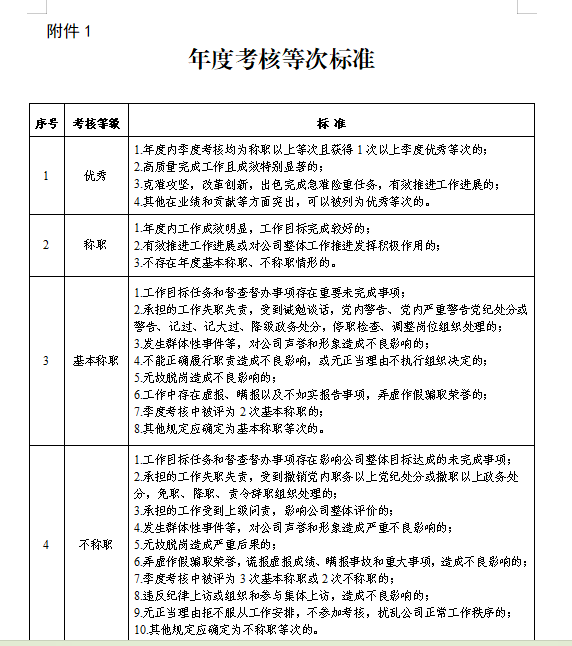 附件 1
年度考核等次标准
序号 考核等级 标 准
1 优秀
1.年度内季度考核均为称职以上等次且获得 1 次以上季度优秀等次的；
2.高质量完成工作且成效特别显著的；
3.克难攻坚，改革创新，出色完成急难险重任务，有效推进工作进展的；
4.其他在业绩和贡献等方面突出，可以被列为优秀等次的。
2 称职
1.年度内工作成效明显，工作目标完成较好的；
2.有效推进工作进展或对公司整体工作推进发挥积极作用的；
3.不存在年度基本称职、不称职情形的。
3 基本称职
1.工作目标任务和督查督办事项存在重要未完成事项；
2.承担的工作失职失责，受到诫勉谈话，党内警告、党内严重警告党纪处分或
警告、记过、记大过、降级政务处分，停职检查、调整岗位组织处理的；
3.发生群体性事件等，对公司声誉和形象造成不良影响的；
4.不能正确履行职责造成不良影响，或无正当理由不执行组织决定的；
5.无故脱岗造成不良影响的；
6.工作中存在虚报、瞒报以及不如实报告事项，弄虚作假骗取荣誉的；
7.季度考核中被评为 2 次基本称职的；
8.其他规定应确定为基本称职等次的。
4 不称职
1.工作目标任务和督查督办事项存在影响公司整体目标达成的未完成事项；
2.承担的工作失职失责，受到撤销党内职务以上党纪处分或撤职以上政务处
分，免职、降职、责令辞职组织处理的；
3.承担的工作受到上级问责，影响公司整体评价的；
4.发生群体性事件等，对公司声誉和形象造成严重不良影响的；
5.无故脱岗造成严重后果的；
6.弄虚作假骗取荣誉，谎报虚报成绩、瞒报事故和重大事项，造成不良影响的；
7.季度考核中被评为 3 次基本称职或 2 次不称职的；
8.违反纪律上访或组织和参与集体上访，造成不良影响的；
9.无正当理由拒不服从工作安排，不参加考核，扰乱公司正常工作秩序的；
10.其他规定应确定为不称职等次的。